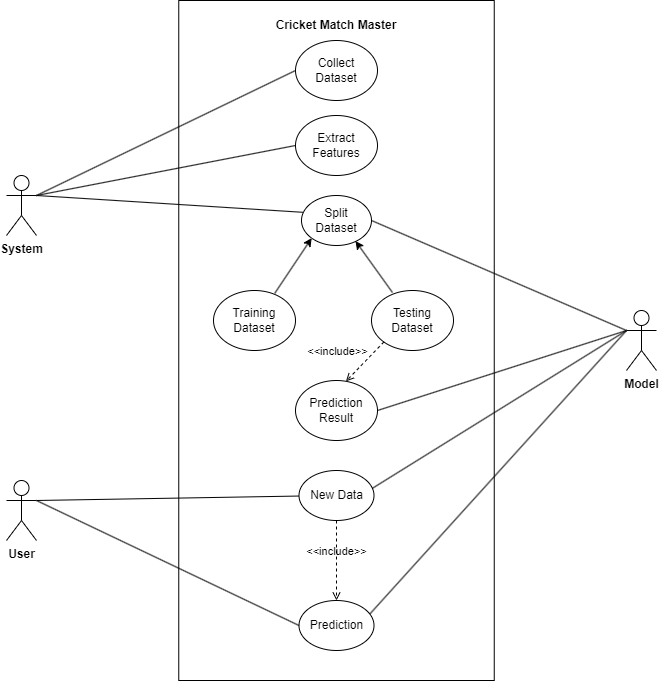 Cricket Match Master
Collect
Dataset
Extract
Features
System
Split
Dataset
Training
Dataset
Testing
Dataset
<<include>>
Model
Prediction
Result
User
New Data
<<include>>
Prediction